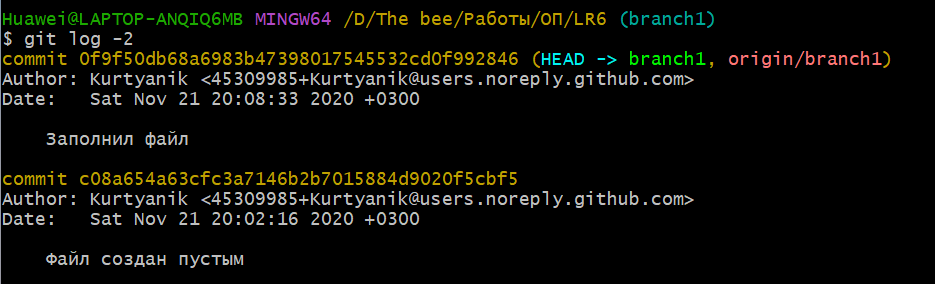 Huawei@LAPTOP-ANQIQ6MB MINGW64 /D/The bee/Работы/ОП/LR6 (branch1)
$ git log -2
commit 0f9f50db68a6983b47398017545532cd0f992846 (HEAD -> branch1, origin/branch1)
Author: Kurtyanik <45309985+Kurtyanik@users.noreply.github.com>
Date:   Sat Nov 21 20:08:33 2020 +0300
Заполнил файл
commit c08a654a63cfc3a7146b2b7015884d9020f5cbf5
Author: Kurtyanik <45309985+Kurtyanik@users.noreply.github.com>
Date:   Sat Nov 21 20:02:16 2020 +0300
Файл создан пустым